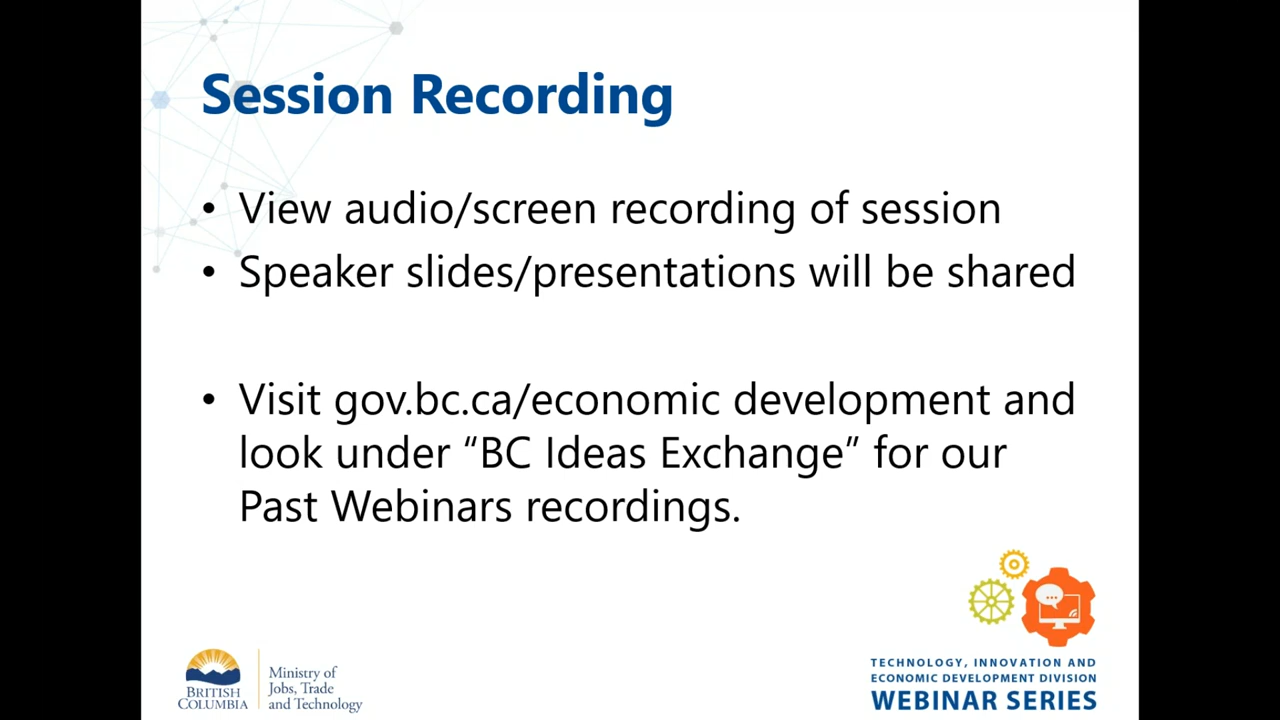 Session Recording
• View audio/screen recording of session
• Speaker slides/presentations will be shared
• Visit gov.bc.ca/economic development and
look under “BC Ideas Exchange” for our
Past Webinars recordings.
BRITISH
COLUMBIA
Ministry of
Jobs, Trade
and Technology
TECHNOLOGY, INNOVATION AND
ECONOMIC DEVELOPMENT DIVISION
WEBINAR SERIES